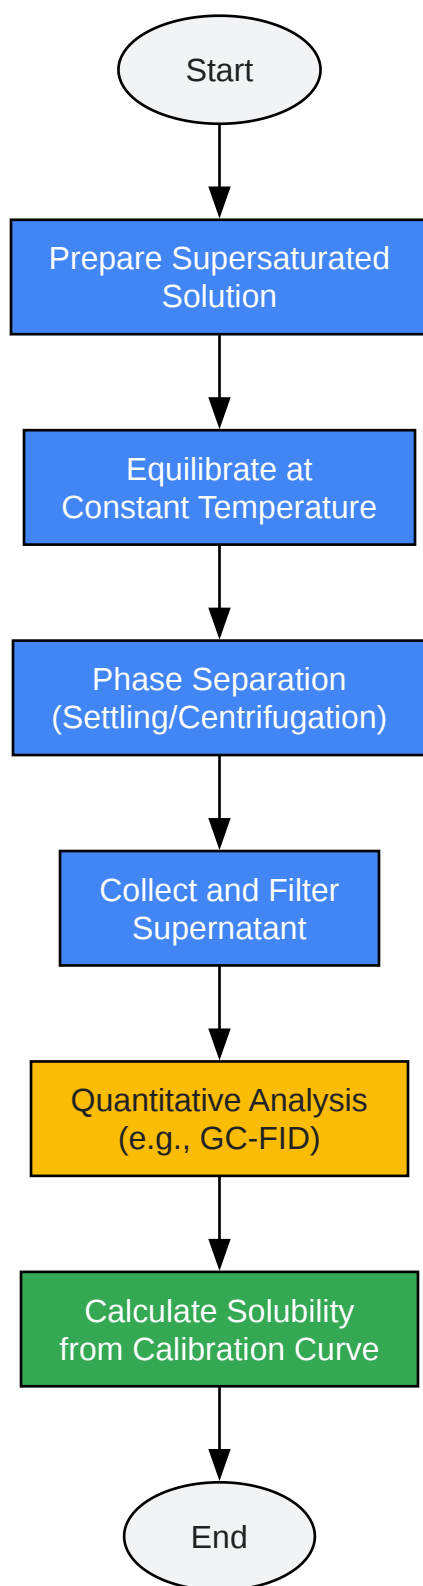 Start
Prepare Supersaturated
Solution
Equilibrate at
Constant Temperature
Phase Separation
(Settling/Centrifugation)
Collect and Filter
Supernatant
Quantitative Analysis
(e.g., GC-FID)
Calculate Solubility
from Calibration Curve
End